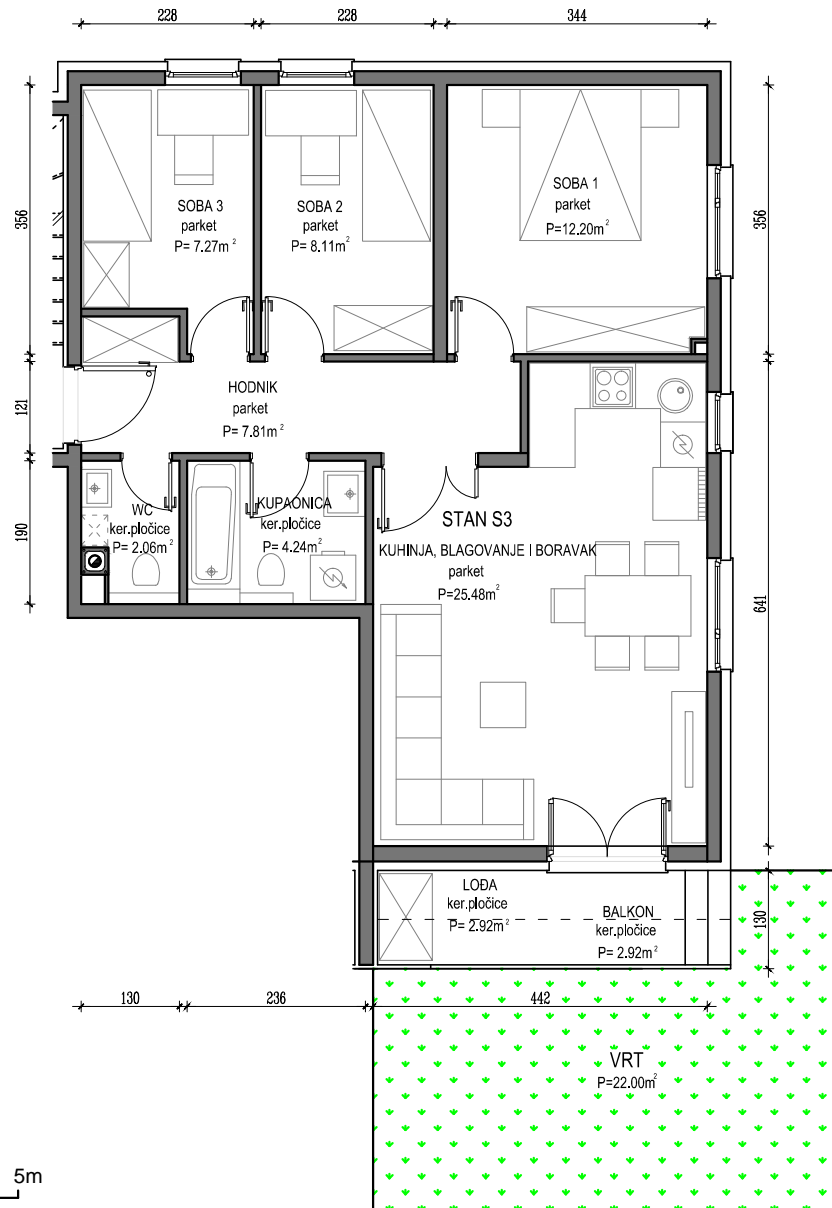 228
228
344
356
356
SOBA 3
parket
P= 7.27m²
SOBA 2
parket
P= 8.11m²
SOBA 1
parket
P=12.20m²
121
HODNIK
parket
P= 7.81m²
190
WC
ker.pločice
P= 2.06m²
KUPAONICA
ker.pločice
P= 4.24m²
STAN S3
KUHINJA, BLAGOVANJE I BORAVAK
parket
P=25.48m²
641
LOĐA
ker.pločice
P= 2.92m²
BALKON
ker.pločice
P= 2.92m²
130
130
236
442
VRT
P=22.00m²
5m